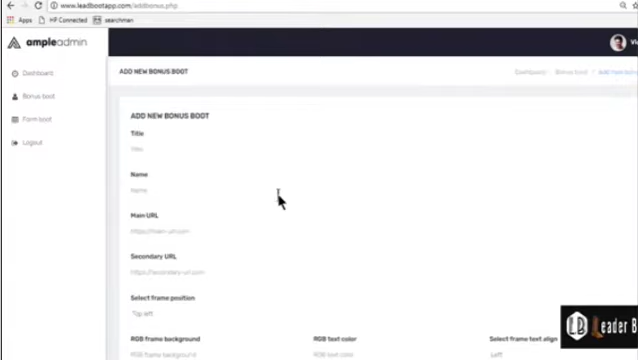 www.leadbootapp.com/addbonus.php
Apps HP Connected searchman
ampleadmin
Dashboard
Bonus boot
Form boot
Logout
ADD NEW BONUS BOOT
Dashboard Bonus boot Add new bon
ADD NEW BONUS BOOT
Title
Title
Name
Name
Main URL
https://main-url.com
Secondary URL
https://secondary-url.com
Select frame position
Top left
RGB frame background RGB text color Select frame text align
RGB frame background RGB text color Left
LB Leader B